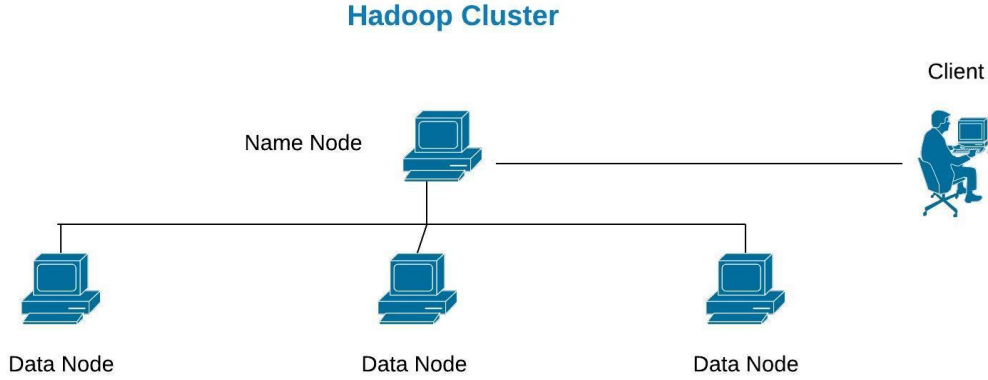 Hadoop Cluster
Client
Name Node
Data Node
Data Node
Data Node